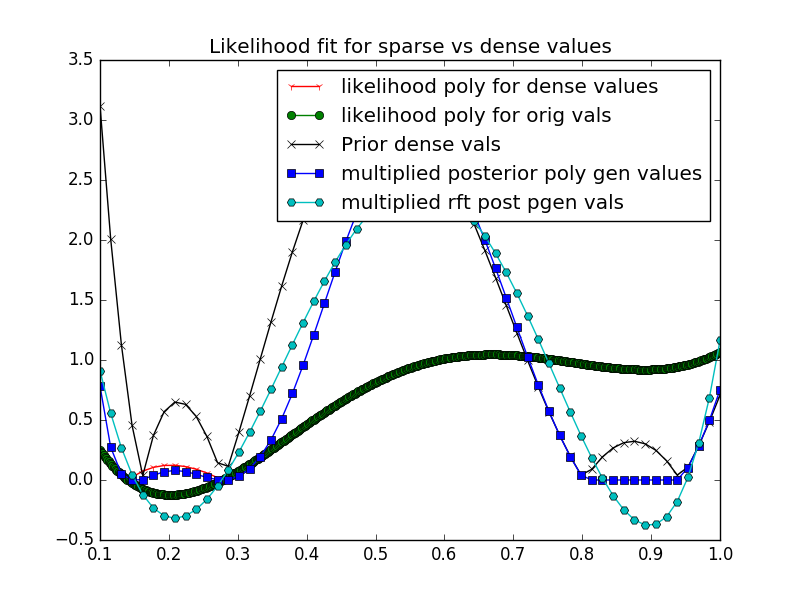 Likelihood fit for sparse vs dense values
3.5
3.0
2.5
2.0
1.5
1.0
0.5
0.0
−0.5
likelihood poly for dense values
likelihood poly for orig vals
Prior dense vals
multiplied posterior poly gen values
multiplied rft post pgen vals
0.1 0.2 0.3 0.4 0.5 0.6 0.7 0.8 0.9 1.0